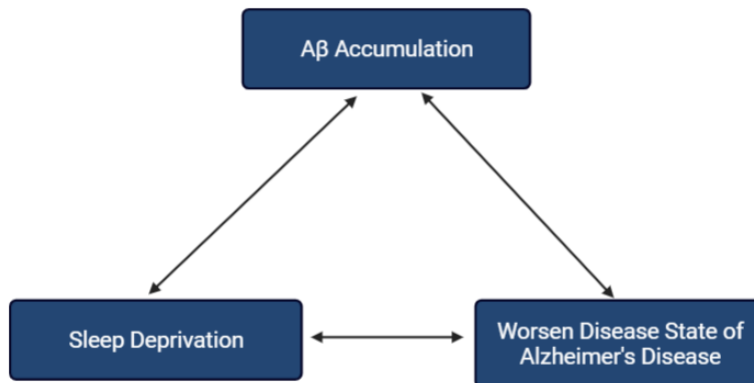 Aβ Accumulation
Sleep Deprivation
Worsen Disease State of
Alzheimer's Disease